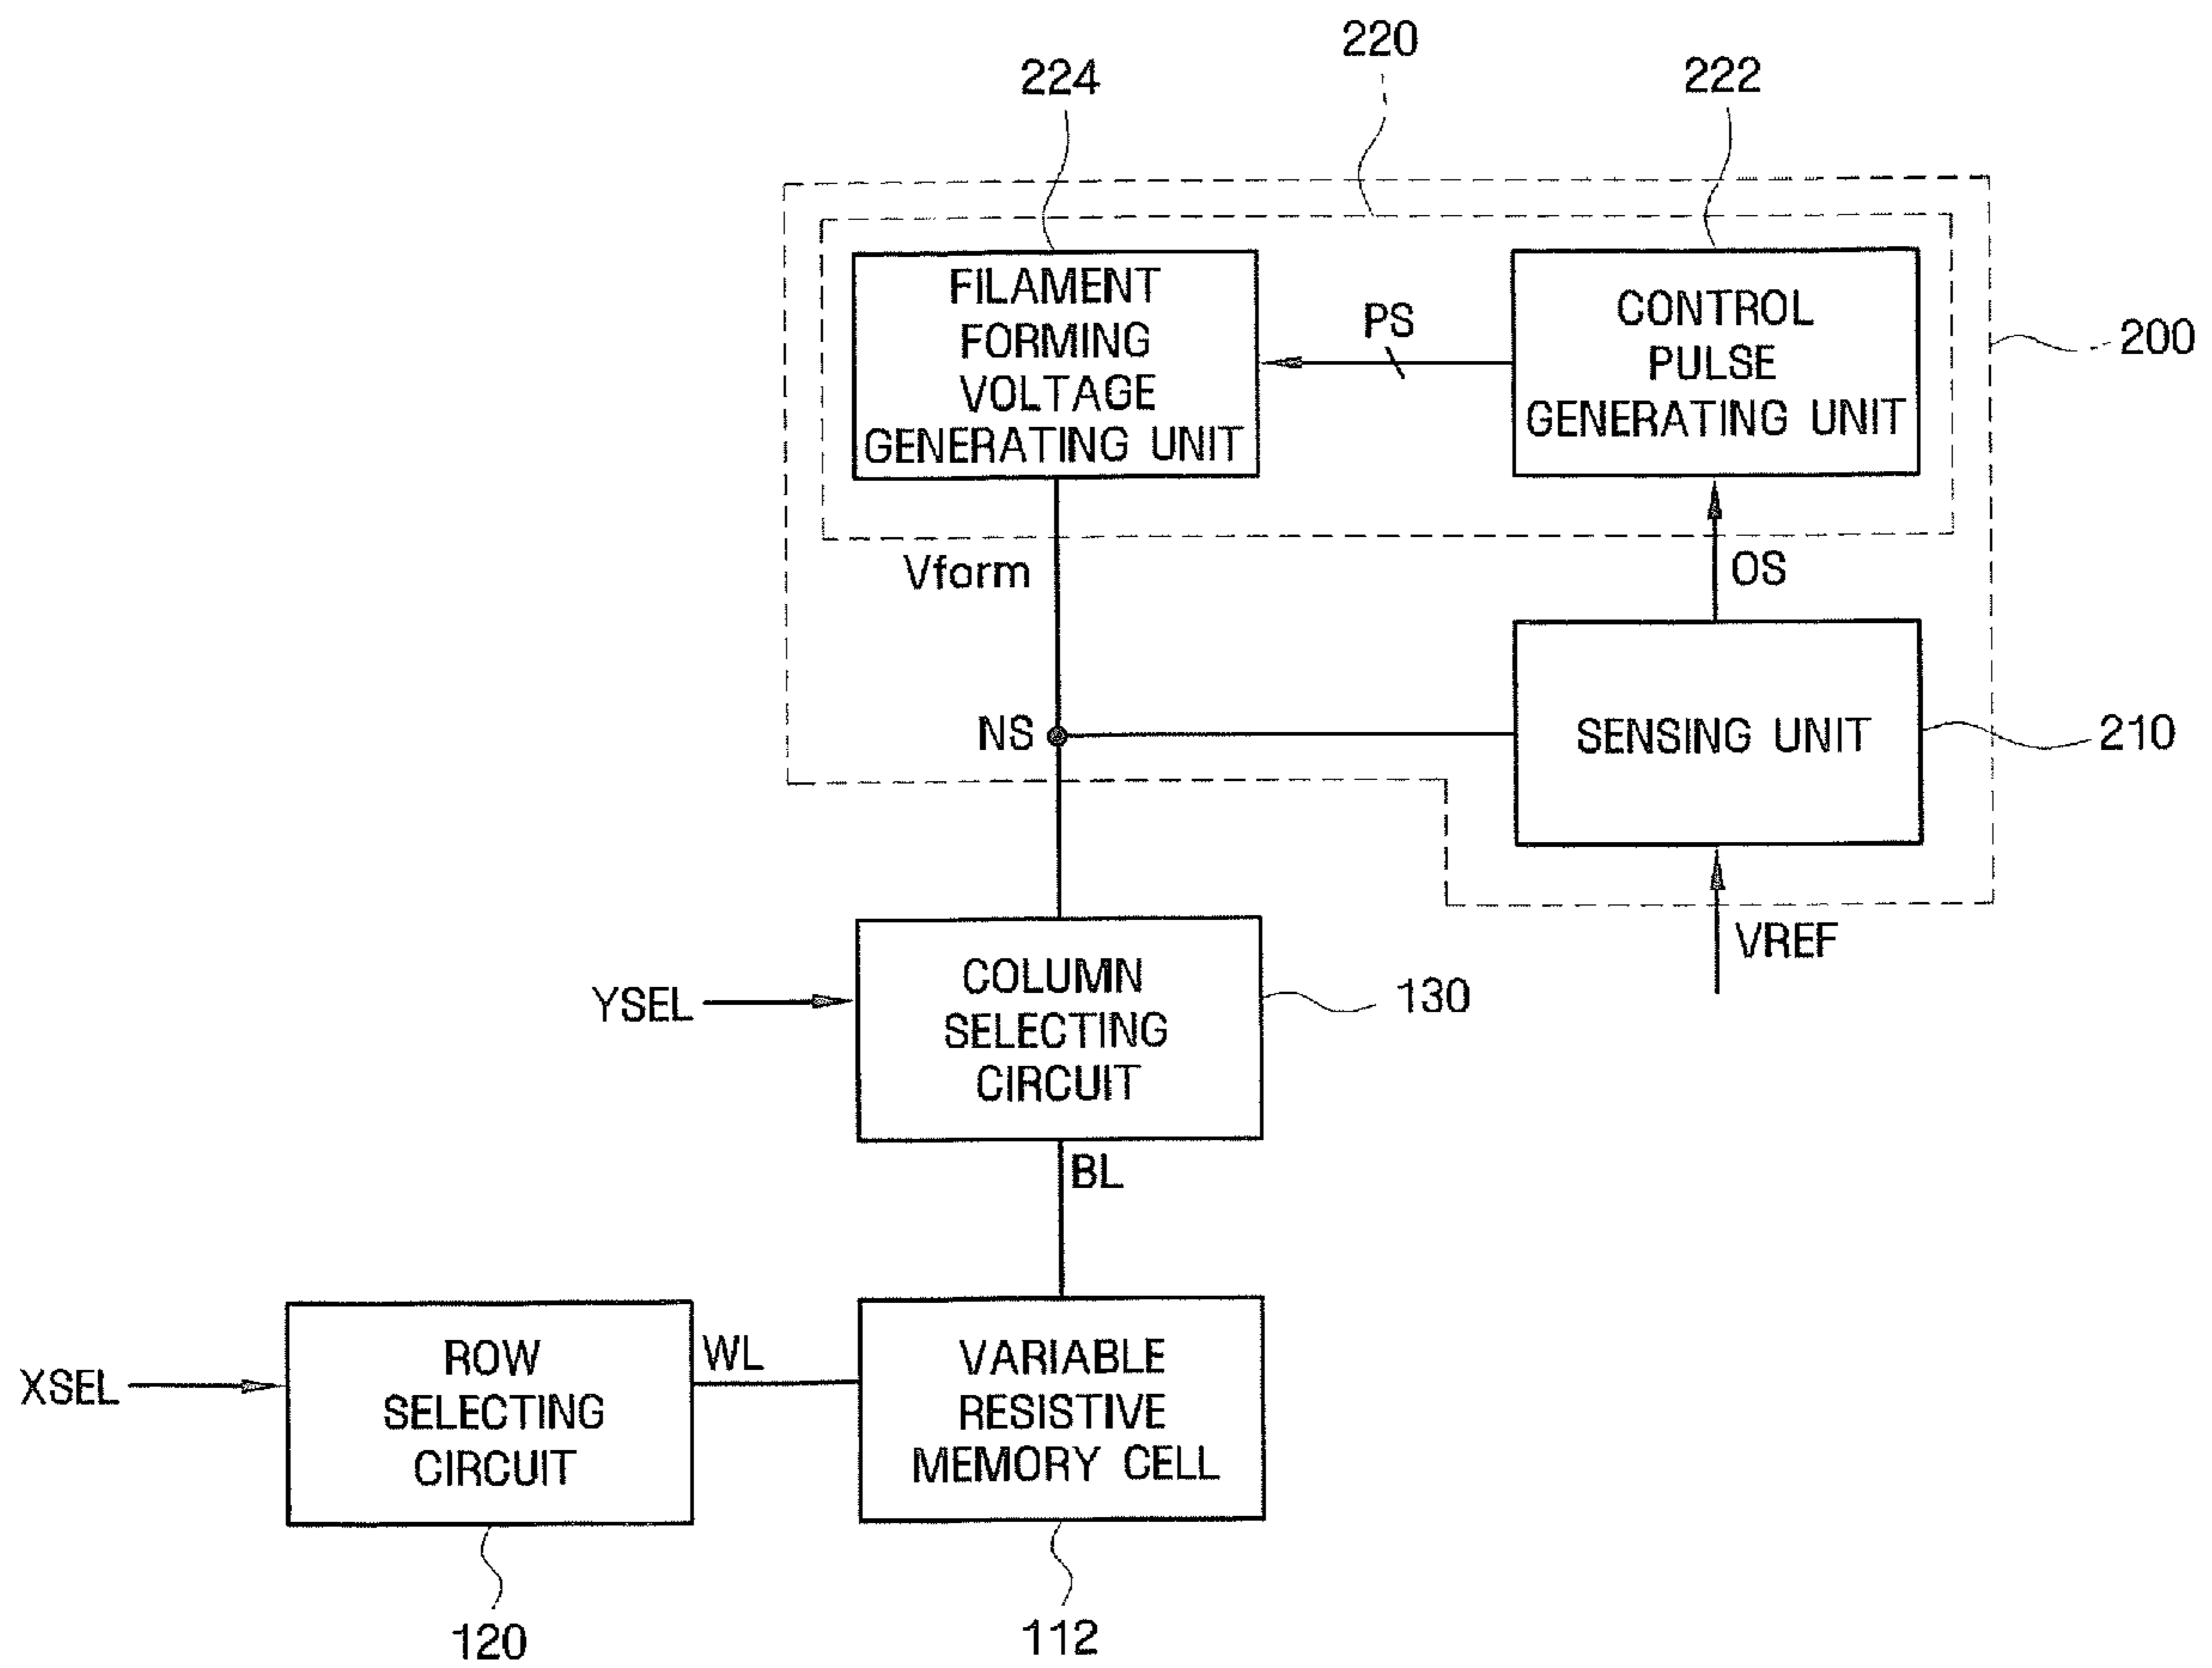 220
224
222
FILAMENT
FORMING
VOLTAGE
GENERATING UNIT
PS
CONTROL
PULSE
GENERATING UNIT
200
Vform
OS
NS
SENSING UNIT
210
VREF
YSEL
COLUMN
SELECTING
CIRCUIT
130
BL
XSEL
ROW
SELECTING
CIRCUIT
WL
VARIABLE
RESISTIVE
MEMORY CELL
120
112